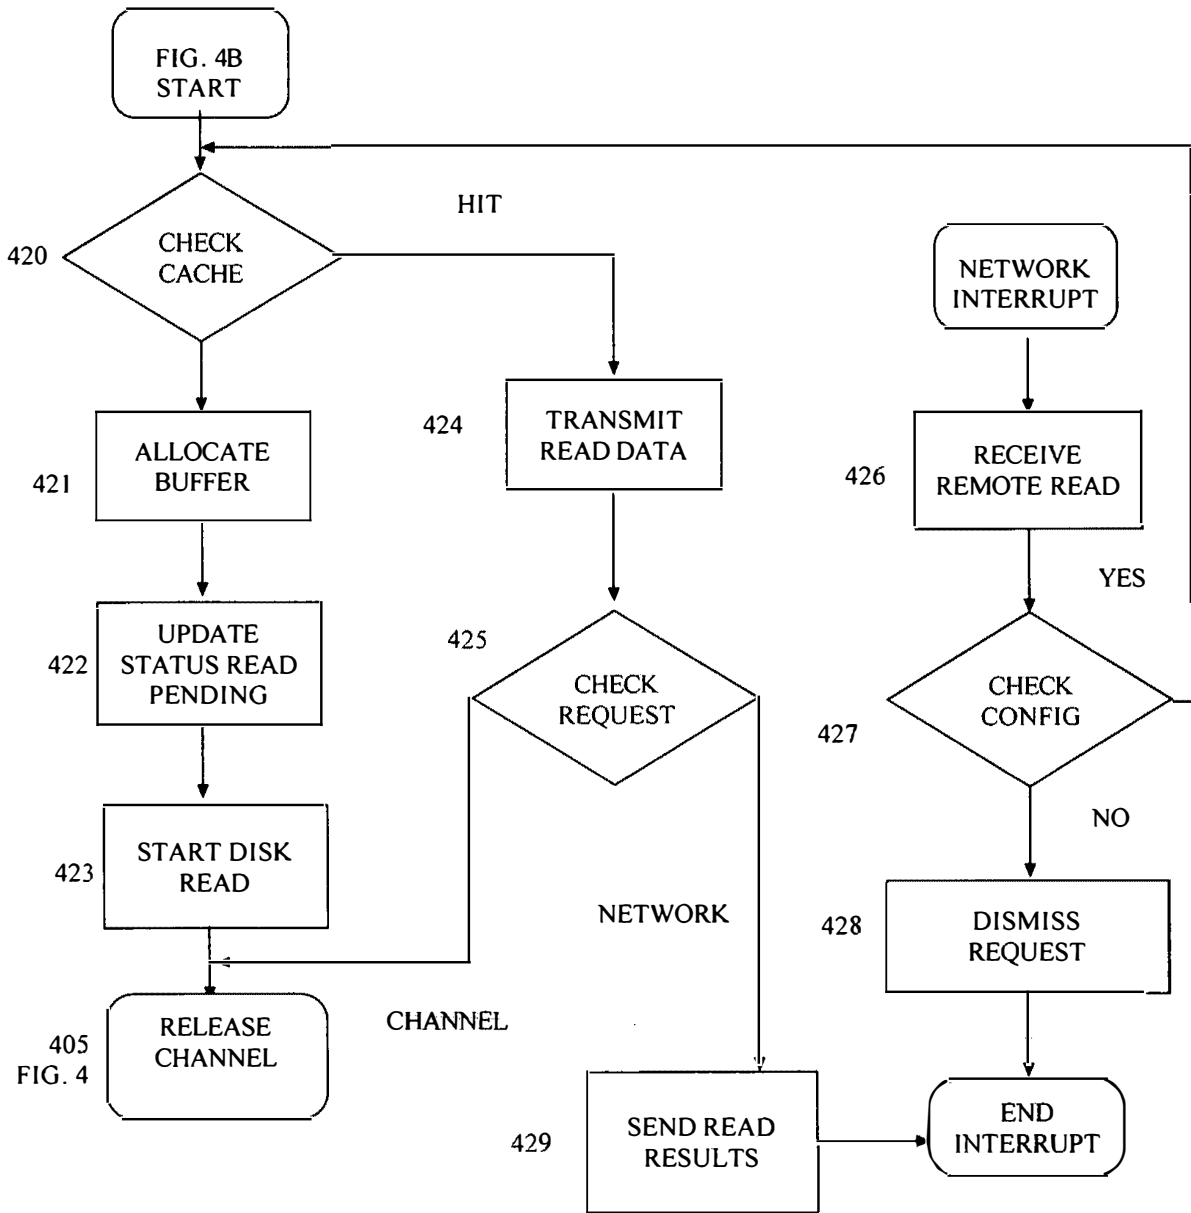 FIG. 4B
START
HIT
420
CHECK
CACHE
NETWORK
INTERRUPT
424
TRANSMIT
READ DATA
421
ALLOCATE
BUFFER
426
RECEIVE
REMOTE READ
YES
422
UPDATE
STATUS READ
PENDING
425
CHECK
REQUEST
427
CHECK
CONFIG
NO
423
START DISK
READ
NETWORK
428
DISMISS
REQUEST
405
FIG. 4
RELEASE
CHANNEL
CHANNEL
429
SEND READ
RESULTS
END
INTERRUPT